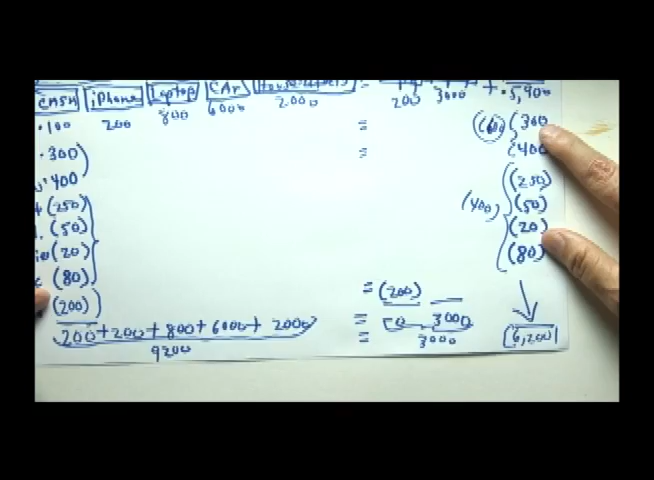 CASH iPhone Laptop CAr =
100 200 800 6000 2000 200 3000 + 5,900
= (600) (300
300) = (400
400
(250) (250)
(50) (400) (50)
(20) (20)
(80) (80)
(200) = (200)
200 + 200 + 800 + 6000 + 2000 = 0 3000 6,200
9200 = 3000